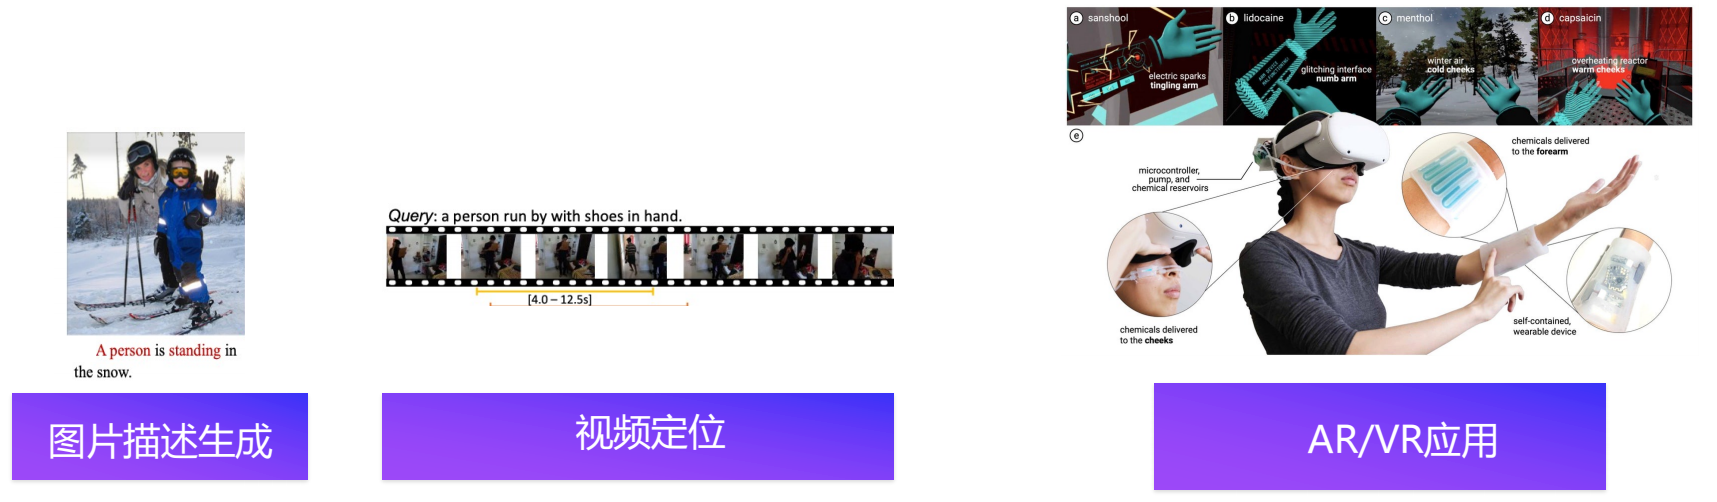 A person is standing in
the snow.
图片描述生成
Query: a person run by with shoes in hand.
[4.0 – 12.5s]
视频定位
a sanshool
electric sparks
tingling arm
b lidocaine
glitching interface
numb arm
c menthol
winter air
cold cheeks
d capsaicin
overheating reactor
warm cheeks
e
microcontroller,
pump, and
chemical reservoirs
chemicals delivered
to the forearm
chemicals delivered
to the cheeks
self-contained,
wearable device
AR/VR应用